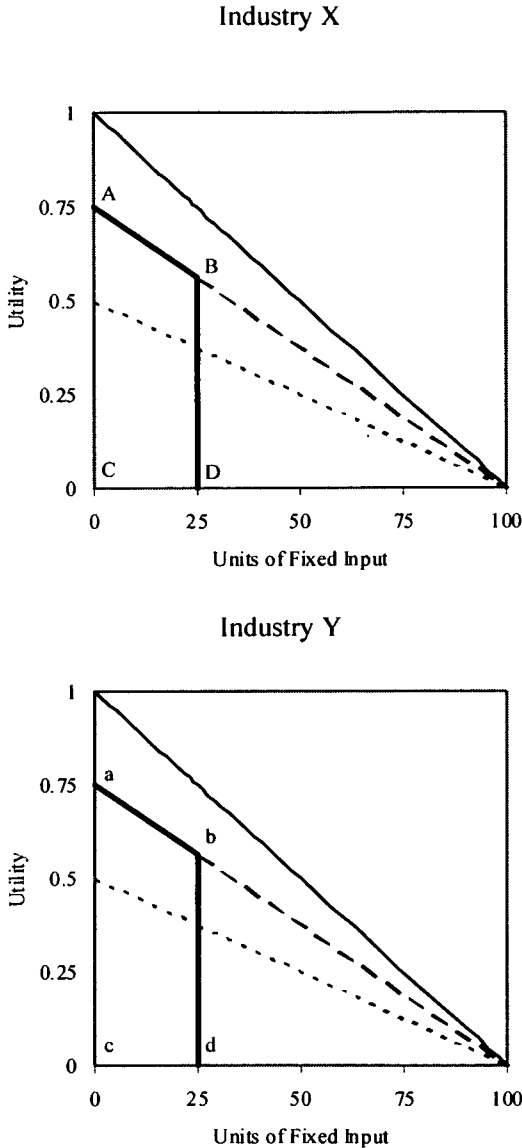 Industry X
1
A
0.75
B
Utility
0.5
0.25
C
D
0
0 25 50 75 100
Units of Fixed Input
Industry Y
1
a
0.75
b
Utility
0.5
0.25
c
d
0
0 25 50 75 100
Units of Fixed Input